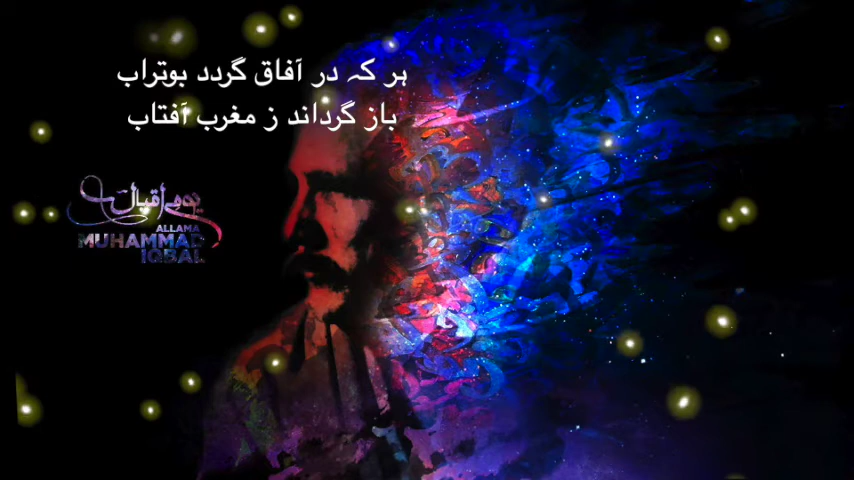 ہر کہ در آفاق گردد بوتراب
باز گرداند ز مغرب آفتاب
یوم اقبال
ALLAMA
MUHAMMAD
IQBAL